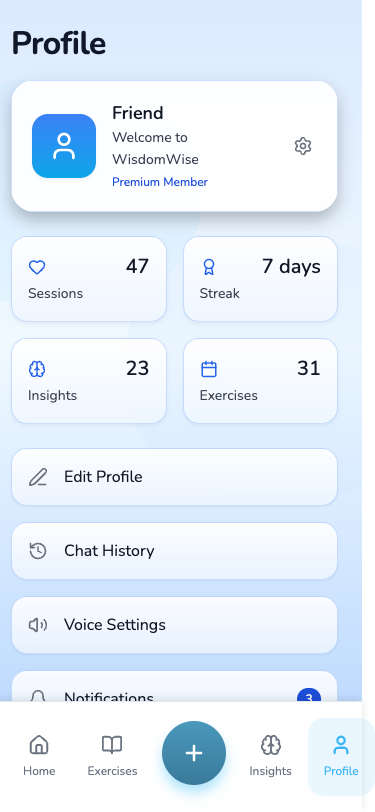 Profile
Friend
Welcome to
WisdomWise
Premium Member
47
Sessions
7 days
Streak
23
Insights
31
Exercises
Edit Profile
Chat History
Voice Settings
Notifications 3
Home
Exercises
Insights
Profile